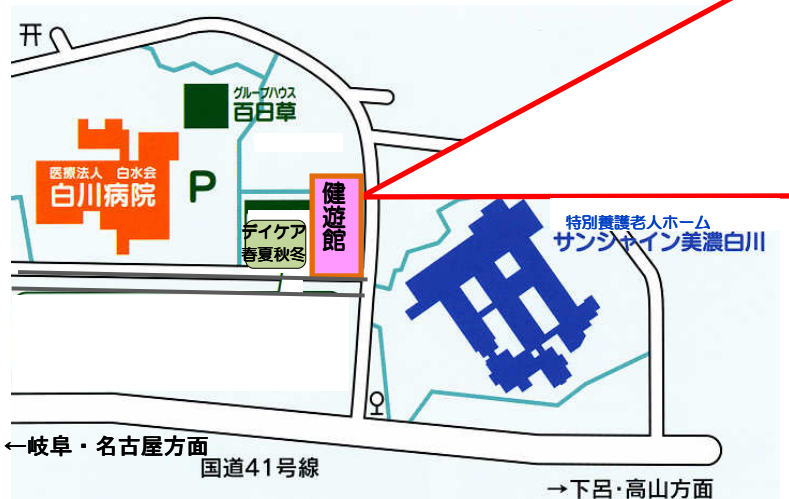 グループハウス
百日草
医療法人 白水会
白川病院
P
健遊館
デイケア
春夏秋冬
特別養護老人ホーム
サンシャイン美濃白川
←岐阜・名古屋方面
国道41号線
→下呂・高山方面